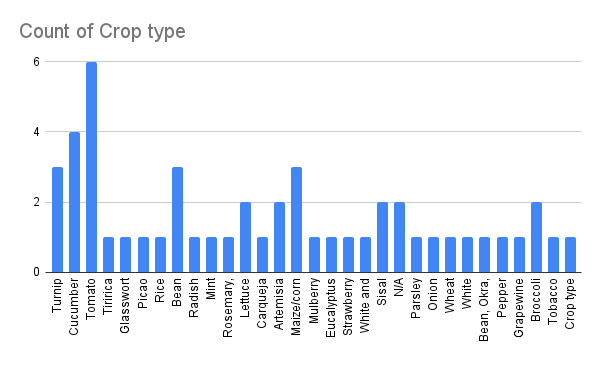 Count of Crop type
6
4
2
0
Turnip
Cucumber
Tomato
Tiririca
Glasswort
Picao
Rice
Bean
Radish
Mint
Rosemary,
Lettuce
Carqueja
Artemisia
Maize/corn
Mulberry
Eucalyptus
Strawberry
White and
Sisal
N/A
Parsley
Onion
Wheat
White
Bean, Okra,
Pepper
Grapewine
Broccoli
Tobacco
Crop type